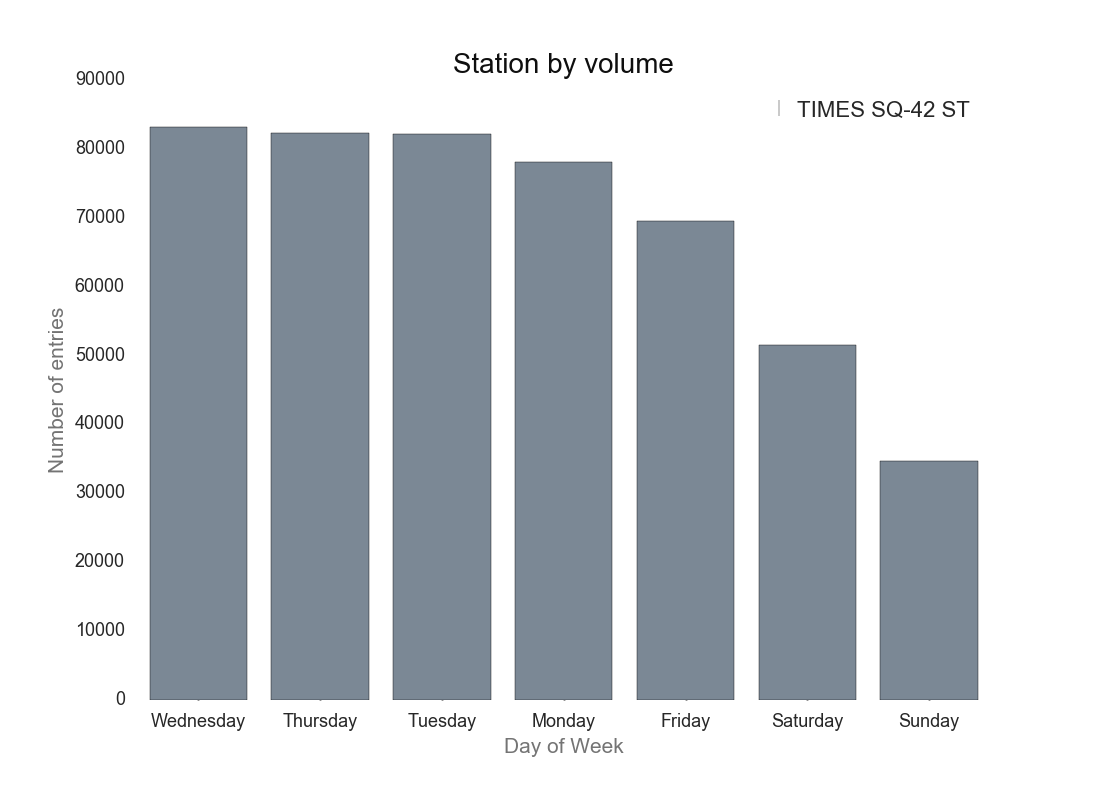 Station by volume
TIMES SQ-42 ST
90000
80000
70000
60000
50000
40000
30000
20000
10000
0
Number of entries
Wednesday Thursday Tuesday Monday Friday Saturday Sunday
Day of Week